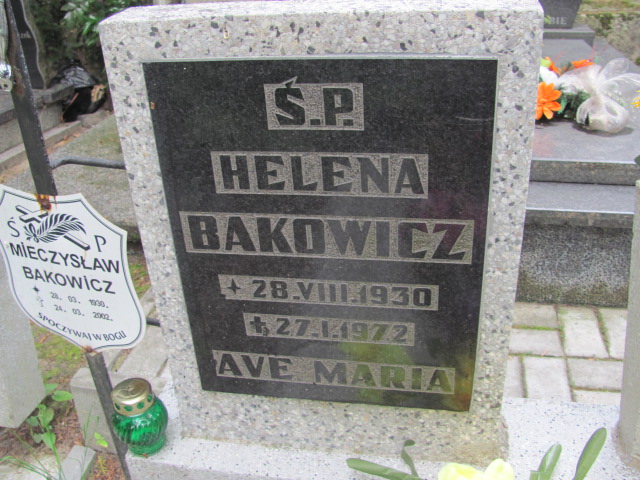 Ś.P.
HELENA
BAKOWICZ
* 28.VIII.1930
27.I.1972
AVE MARIA
Ś P
MIECZYSŁAW
BAKOWICZ
28. 03. 1930.
24. 03. 2002.
SPOCZYWAJ W BOGU